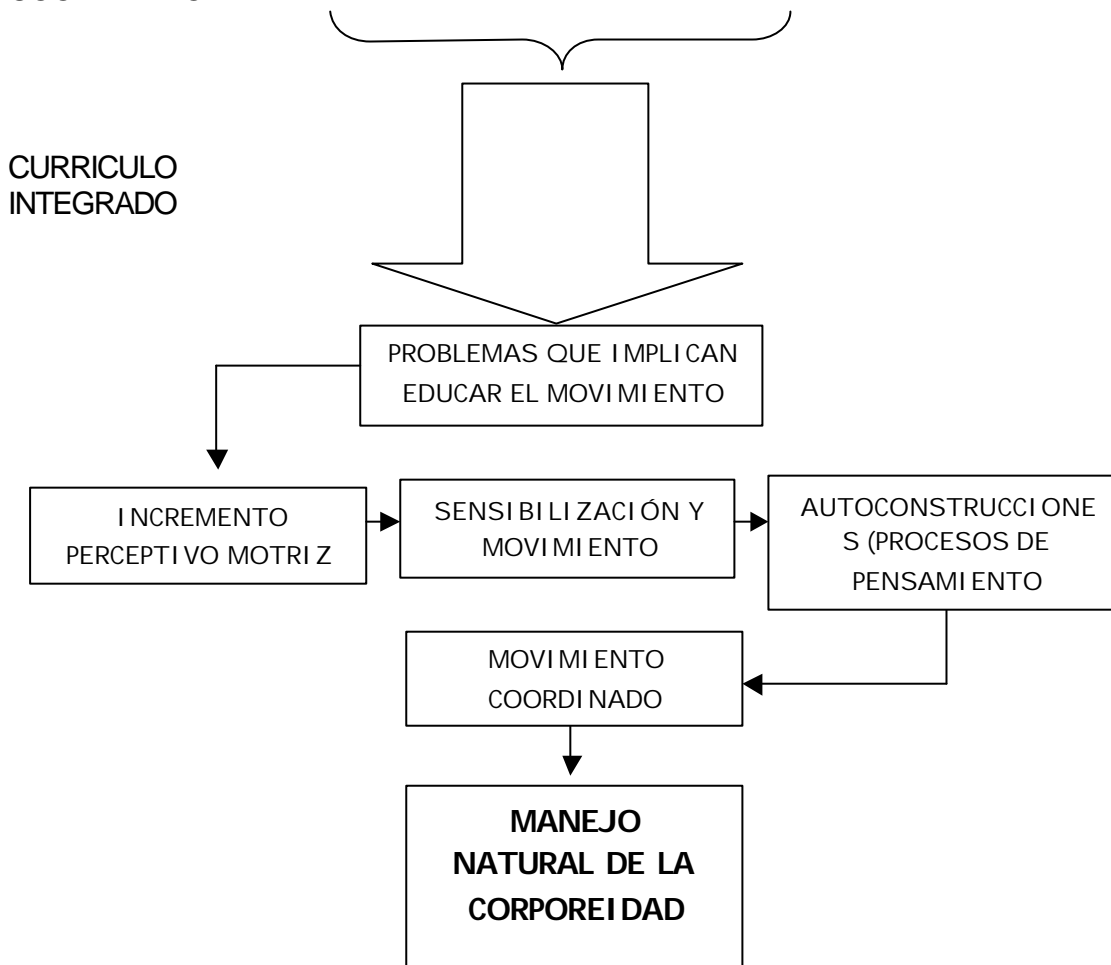 CURRICULO
INTEGRADO
PROBLEMAS QUE IMPLICAN
EDUCAR EL MOVIMIENTO
INCREMENTO
PERCEPTIVO MOTRIZ
SENSIBILIZACIÓN Y
MOVIMIENTO
AUTOCONSTRUCCIONE
S (PROCESOS DE
PENSAMIENTO
MOVIMIENTO
COORDINADO
MANEJO
NATURAL DE LA
CORPOREIDAD